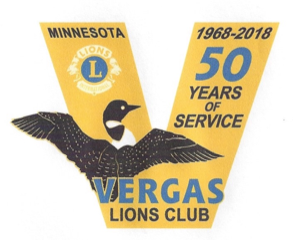 MINNESOTA
1968-2018
LIONS
L
50
YEARS
OF
SERVICE
VERGAS
LIONS CLUB